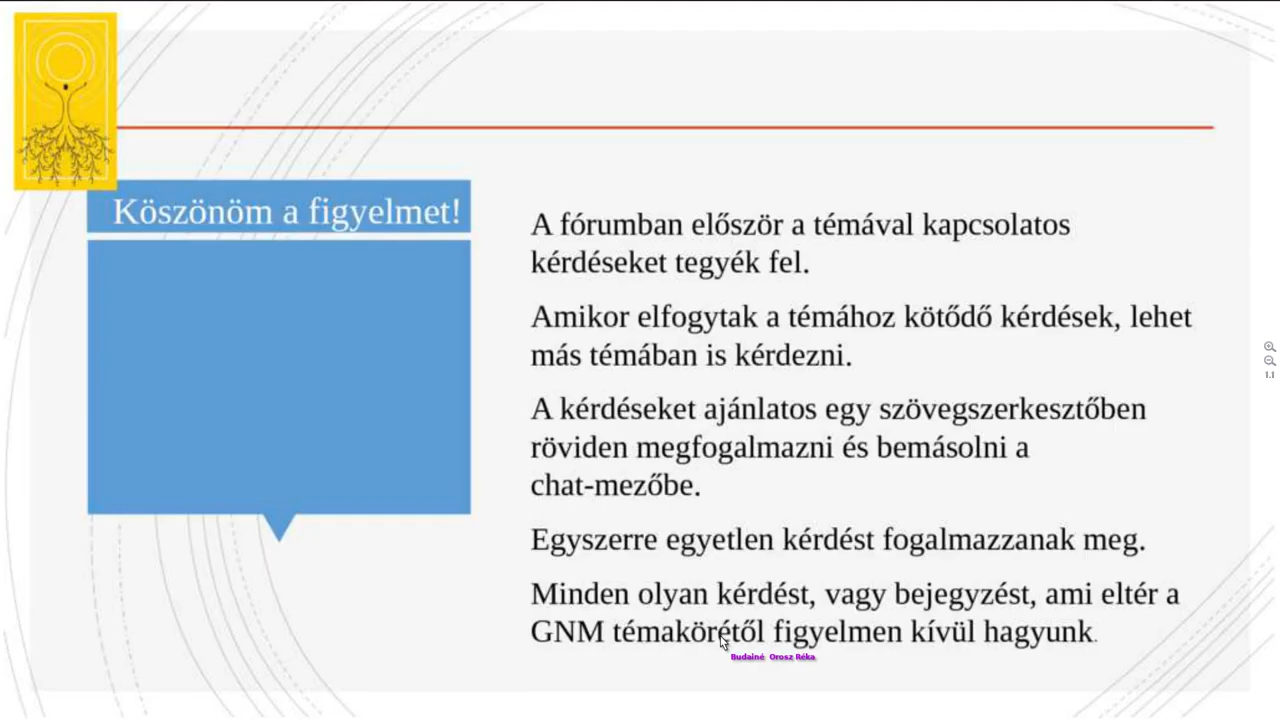 Köszönöm a figyelmet!
A fórumban először a témával kapcsolatos
kérdéseket tegyék fel.
Amikor elfogytak a témához kötődő kérdések, lehet
más témában is kérdezni.
A kérdéseket ajánlatos egy szövegszerkesztőben
röviden megfogalmazni és bemásolni a
chat-mezőbe.
Egyszerre egyetlen kérdést fogalmazzanak meg.
Minden olyan kérdést, vagy bejegyzést, ami eltér a
GNM témakörétől figyelmen kívül hagyunk.
Budainé Orosz Réka
1:1